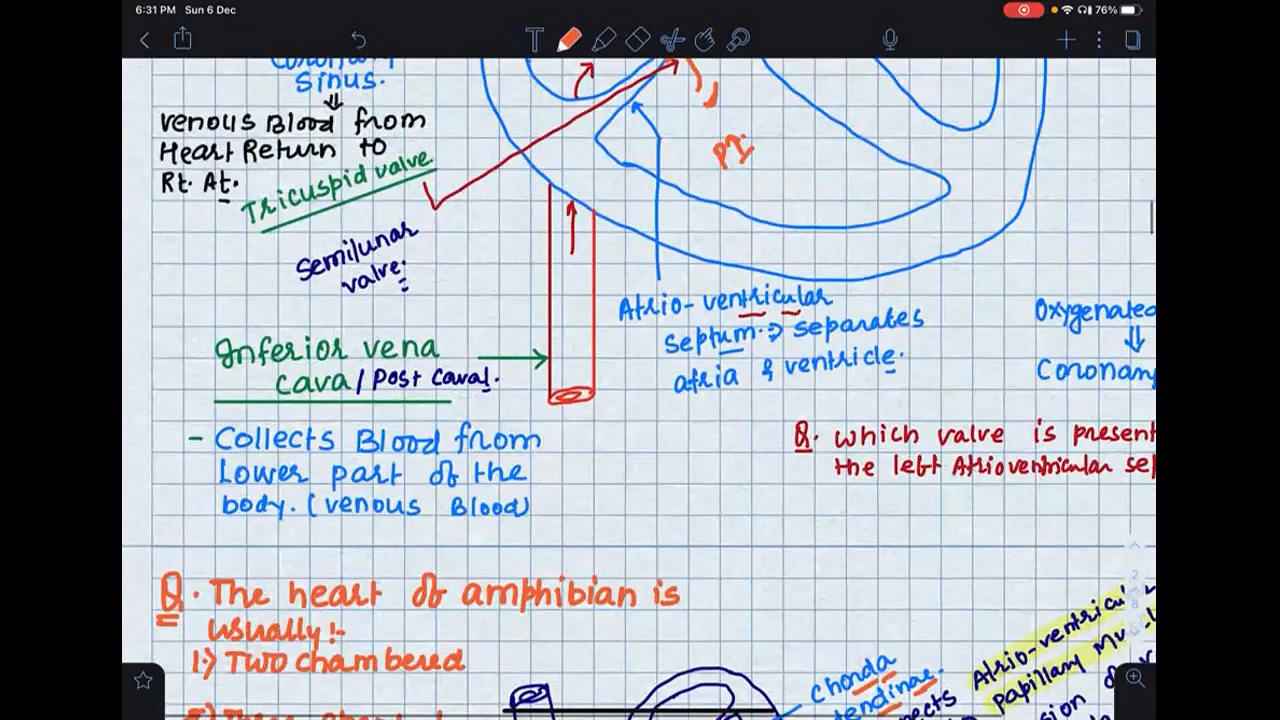 6:31 PM Sun 6 Dec
76%
Coronary
Sinus.
venous Blood from
Heart Return to
Rt. At.
Tricuspid valve
Semilunar
valve.
Atrio-ventricular
Septum => separates
atria & ventricle.
Inferior vena
cava/Post caval.
- Collects Blood from
Lower part of the
body. (venous Blood)
Oxygenated
Coronary
Q. which valve is present
the left Atrioventricular se
Q. The heart of amphibian is
usually :-
1.) Two chambered
Chonda
tendinae.
Atrio-ventricu
Papillary Mu